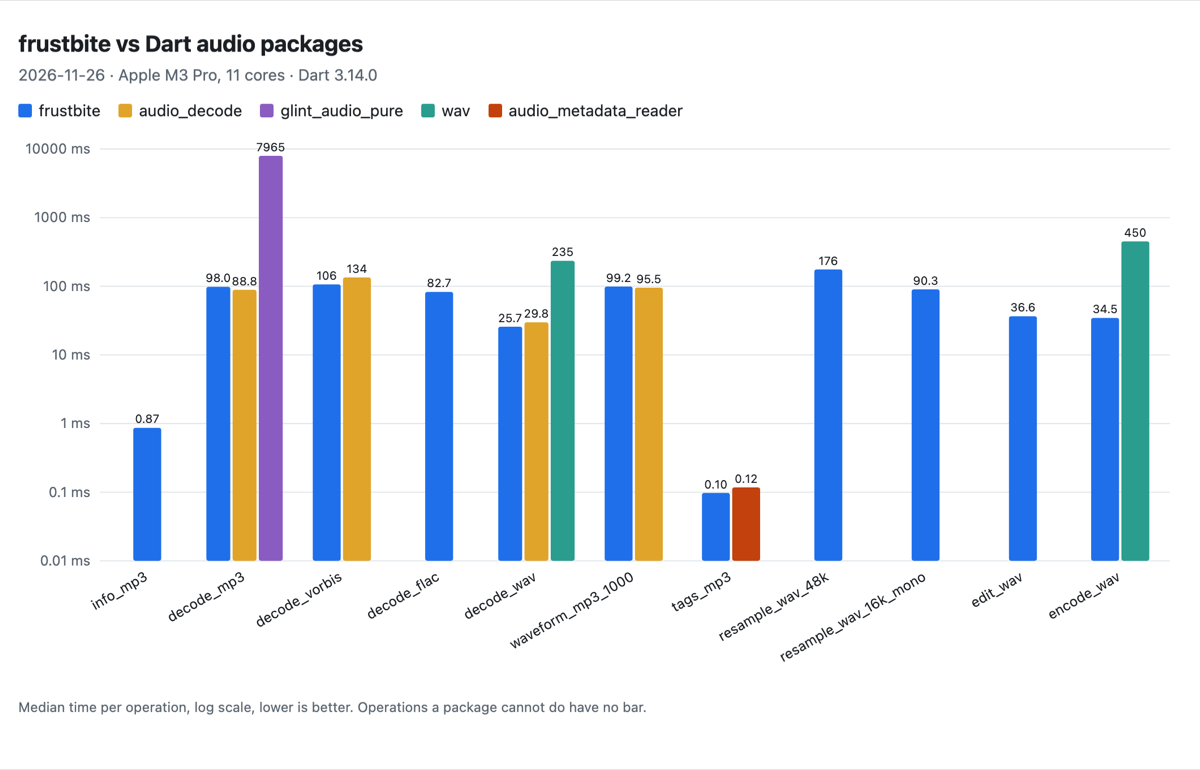 frustbite vs Dart audio packages
2026-11-26 · Apple M3 Pro, 11 cores · Dart 3.14.0
frustbite audio_decode glint_audio_pure wav audio_metadata_reader
10000 ms
1000 ms
100 ms
10 ms
1 ms
0.1 ms
0.01 ms
0.87
98.0 88.8 7965
106 134
82.7
25.7 29.8 235
99.2 95.5
0.10 0.12
176
90.3
36.6
34.5 450
info_mp3
decode_mp3
decode_vorbis
decode_flac
decode_wav
waveform_mp3_1000
tags_mp3
resample_wav_48k
resample_wav_16k_mono
edit_wav
encode_wav
Median time per operation, log scale, lower is better. Operations a package cannot do have no bar.